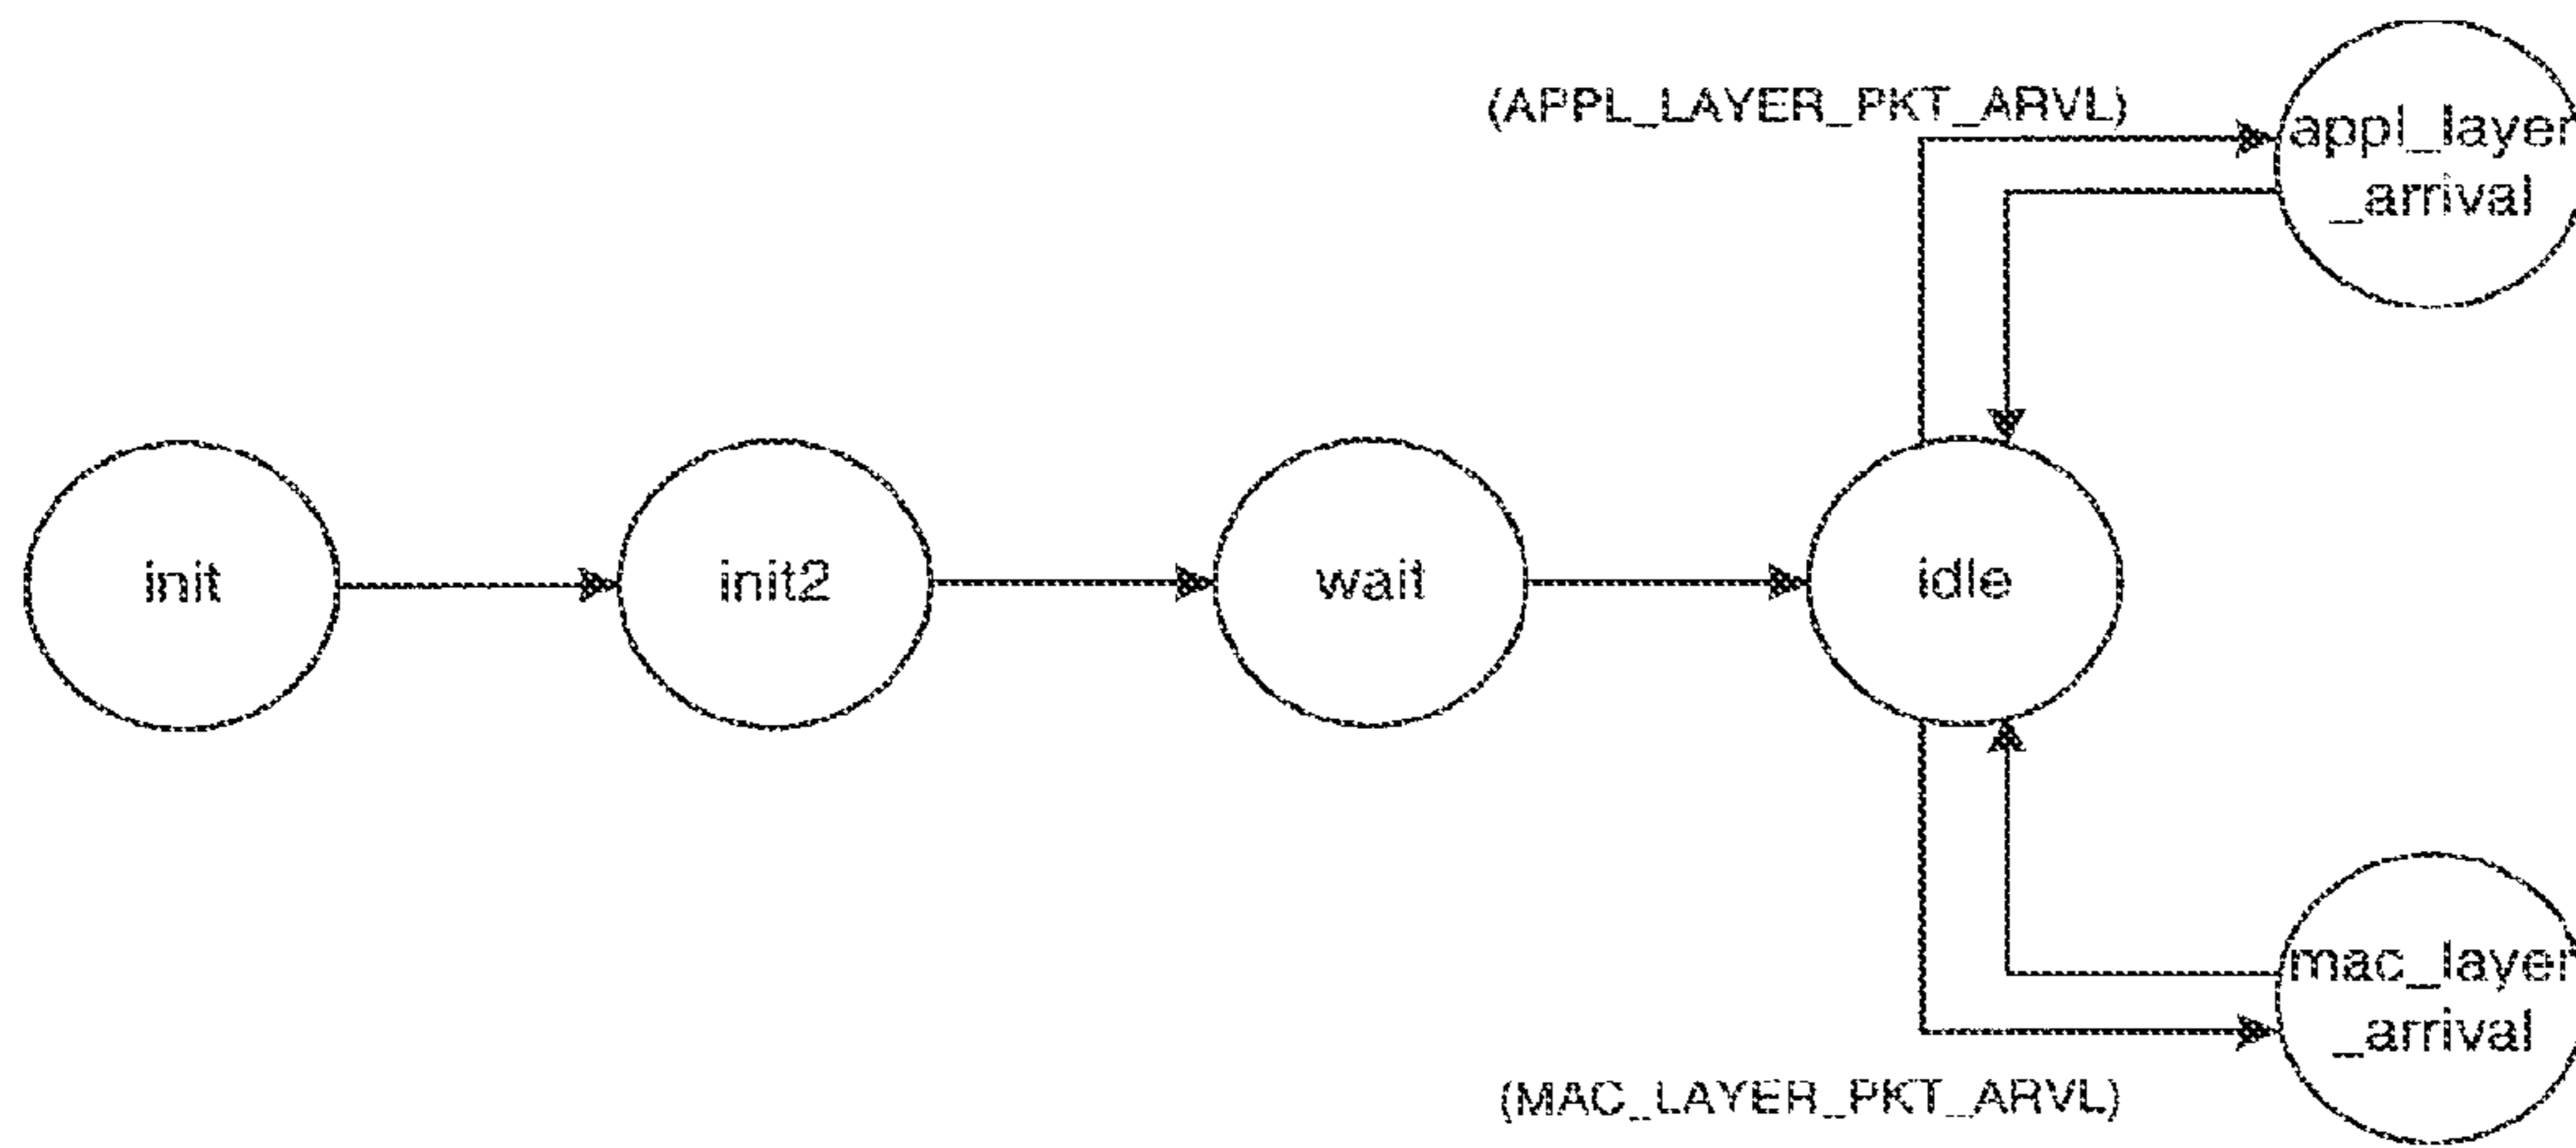 (APPL_LAYER_PKT_ARVL)
appl_layer
_arrival
init
init2
wait
idle
mac_layer
_arrival
(MAC_LAYER_PKT_ARVL)